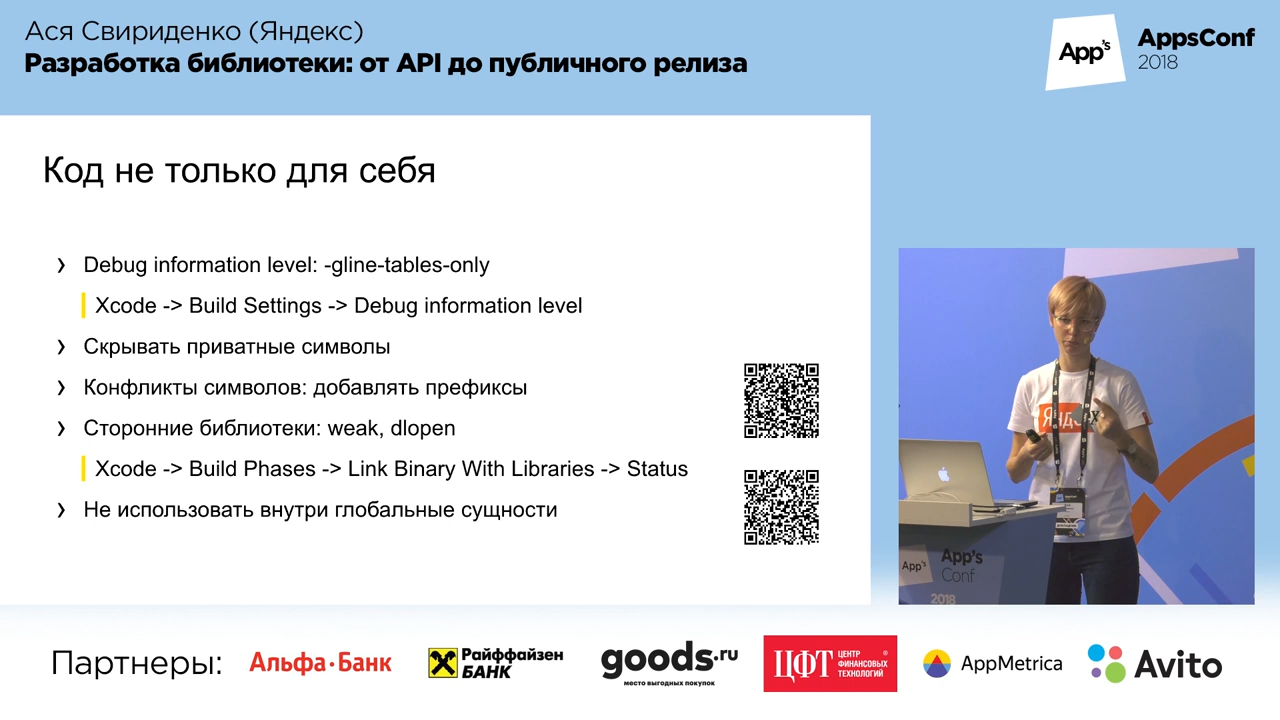 Ася Свириденко (Яндекс)
Разработка библиотеки: от API до публичного релиза
App's
AppsConf
2018
Код не только для себя
Debug information level: -gline-tables-only
Xcode -> Build Settings -> Debug information level
Скрывать приватные символы
Конфликты символов: добавлять префиксы
Сторонние библиотеки: weak, dlopen
Xcode -> Build Phases -> Link Binary With Libraries -> Status
Не использовать внутри глобальные сущности
App's
App's
Conf
2018
Партнеры:
Альфа·Банк
Райффайзен
БАНК
goods.ru
место выгодных покупок
ЦФТ
ЦЕНТР
ФИНАНСОВЫХ
ТЕХНОЛОГИЙ
®
AppMetrica
Avito